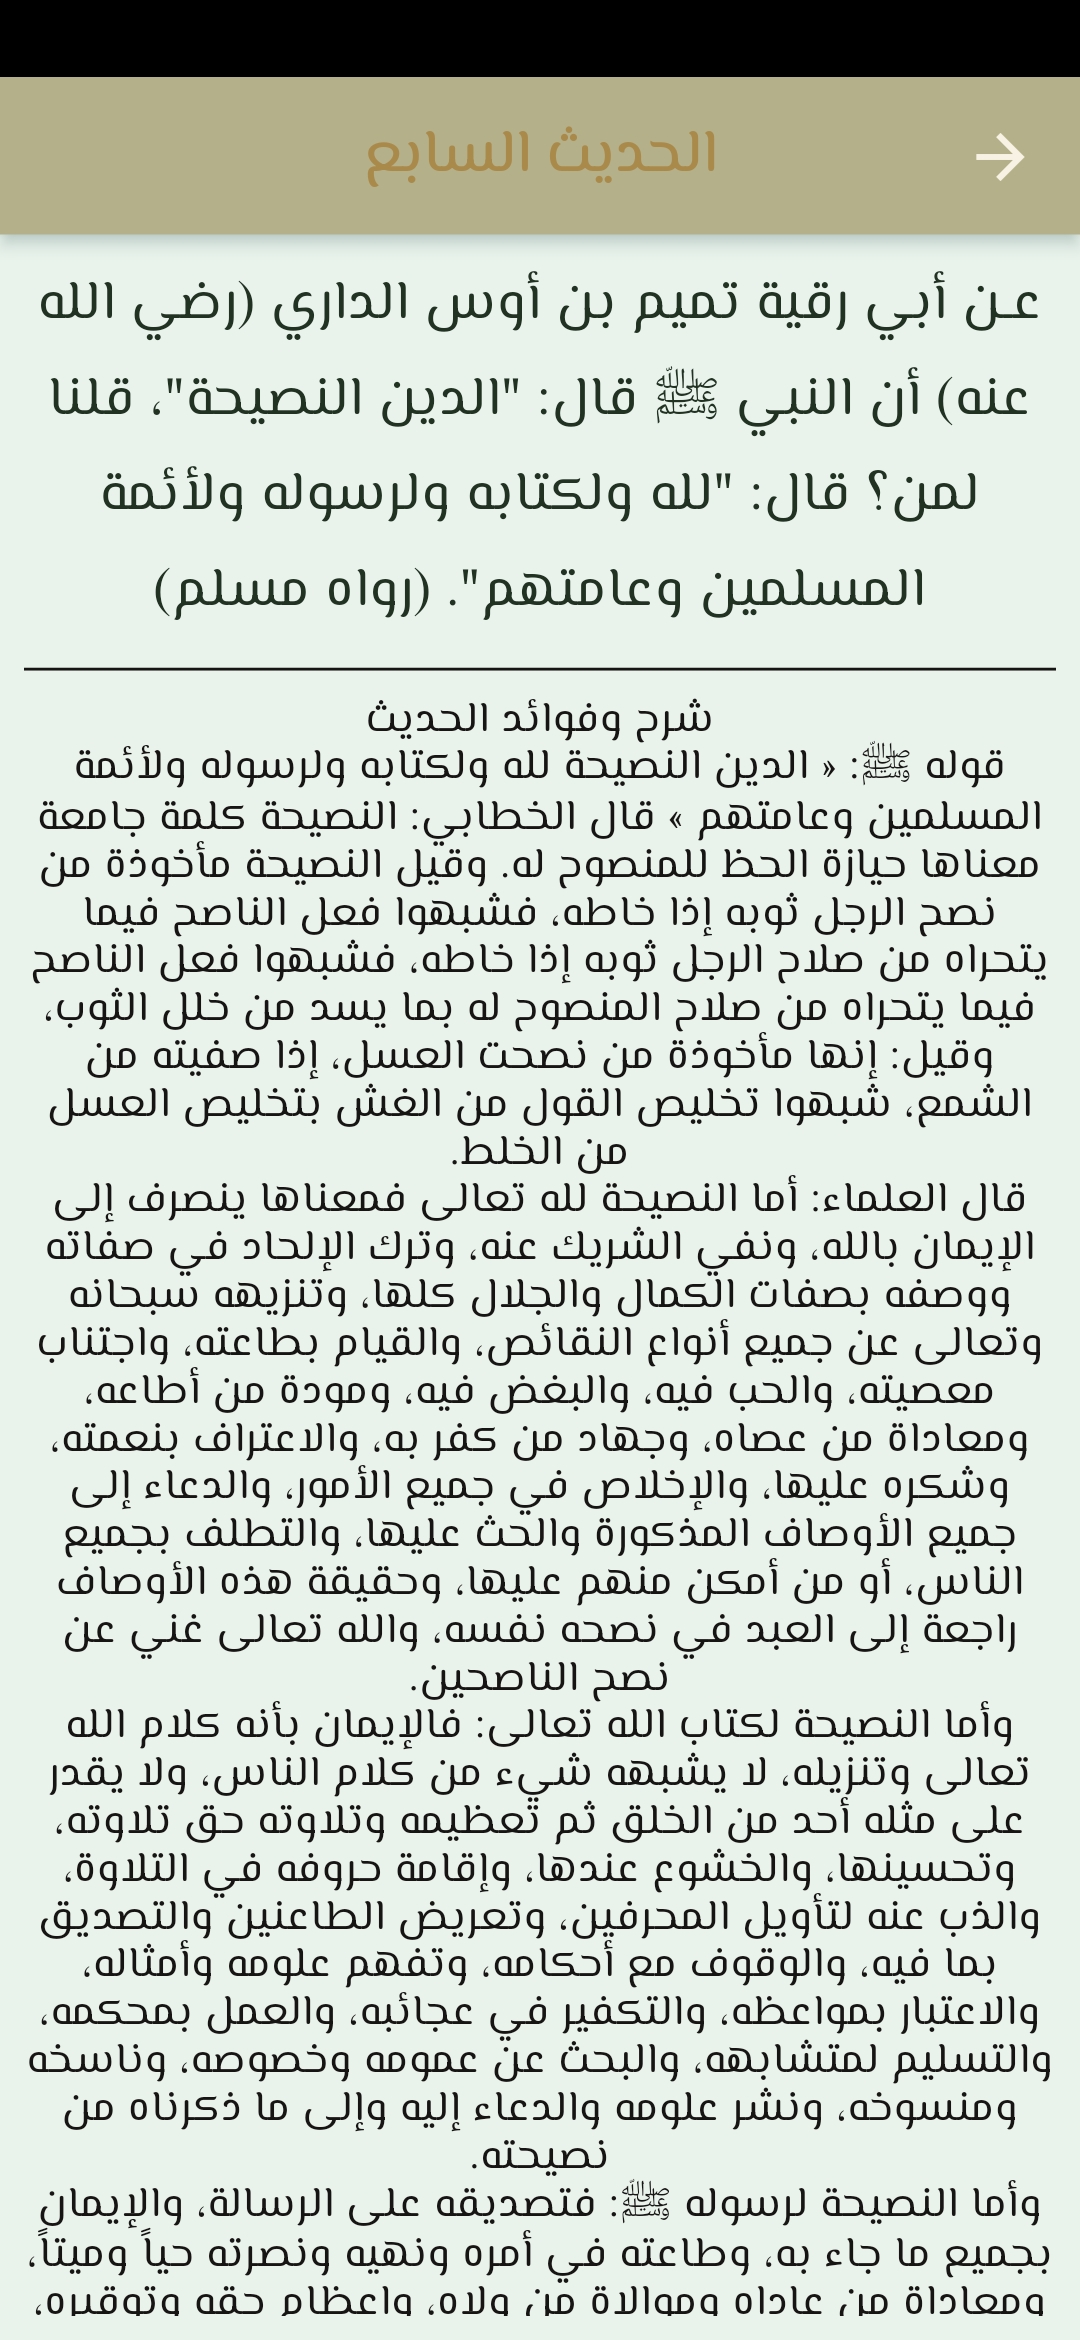 الحديث السابع
عن أبي رقية تميم بن أوس الداري (رضي الله
عنه) أن النبي ﷺ قال: "الدين النصيحة"، قلنا
لمن؟ قال: "لله ولكتابه ولرسوله ولأئمة
المسلمين وعامتهم". (رواه مسلم)
شرح وفوائد الحديث
قوله ﷺ: « الدين النصيحة لله ولكتابه ولرسوله ولأئمة
المسلمين وعامتهم » قال الخطابي: النصيحة كلمة جامعة
معناها حيازة الحظ للمنصوح له. وقيل النصيحة مأخوذة من
نصح الرجل ثوبه إذا خاطه، فشبهوا فعل الناصح فيما
يتحراه من صلاح الرجل ثوبه إذا خاطه، فشبهوا فعل الناصح
فيما يتحراه من صلاح المنصوح له بما يسد من خلل الثوب،
وقيل: إنها مأخوذة من نصحت العسل، إذا صفيته من
الشمع، شبهوا تخليص القول من الغش بتخليص العسل
من الخلط.
قال العلماء: أما النصيحة لله تعالى فمعناها ينصرف إلى
الإيمان بالله، ونفي الشريك عنه، وترك الإلحاد في صفاته
ووصفه بصفات الكمال والجلال كلها، وتنزيهه سبحانه
وتعالى عن جميع أنواع النقائص، والقيام بطاعته، واجتناب
معصيته، والحب فيه، والبغض فيه، ومودة من أطاعه،
ومعاداة من عصاه، وجهاد من كفر به، والاعتراف بنعمته،
وشكره عليها، والإخلاص في جميع الأمور، والدعاء إلى
جميع الأوصاف المذكورة والحث عليها، والتطلف بجميع
الناس، أو من أمكن منهم عليها، وحقيقة هذه الأوصاف
راجعة إلى العبد في نصحه نفسه، والله تعالى غني عن
نصح الناصحين.
وأما النصيحة لكتاب الله تعالى: فالإيمان بأنه كلام الله
تعالى وتنزيله، لا يشبهه شيء من كلام الناس، ولا يقدر
على مثله أحد من الخلق ثم تعظيمه وتلاوته حق تلاوته،
وتحسينها، والخشوع عندها، وإقامة حروفه في التلاوة،
والذب عنه لتأويل المحرفين، وتعريض الطاعنين والتصديق
بما فيه، والوقوف مع أحكامه، وتفهم علومه وأمثاله،
والاعتبار بمواعظه، والتكفير في عجائبه، والعمل بمحكمه،
والتسليم لمتشابهه، والبحث عن عمومه وخصوصه، وناسخه
ومنسوخه، ونشر علومه والدعاء إليه وإلى ما ذكرناه من
نصيحته.
وأما النصيحة لرسوله ﷺ: فتصديقه على الرسالة، والإيمان
بجميع ما جاء به، وطاعته في أمره ونهيه ونصرته حياً وميتاً،
ومعاداة من عاداه وموالاة من ولاه، وإعظام حقه وتوقيره،